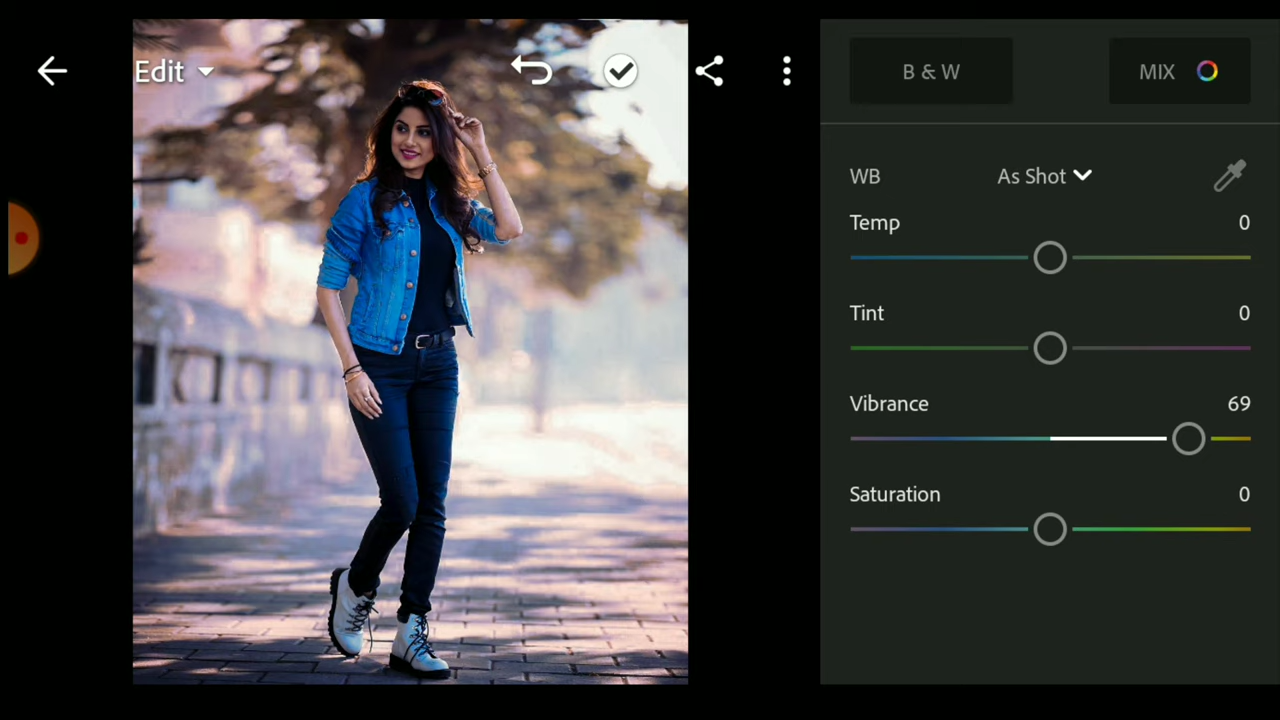 Edit
B & W
MIX
WB
As Shot
Temp
0
Tint
0
Vibrance
69
Saturation
0